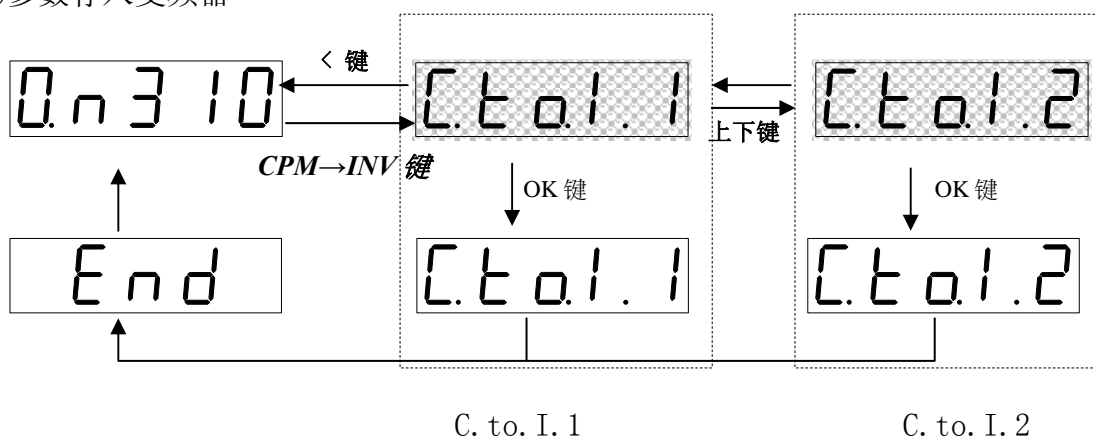 多数存入变频器
< 键
0.n310 C.to.I.1 C.to.I.2
上下键
CPM→INV 键
OK 键 OK 键
End C.to.I.1 C.to.I.2
C.to.I.1 C.to.I.2